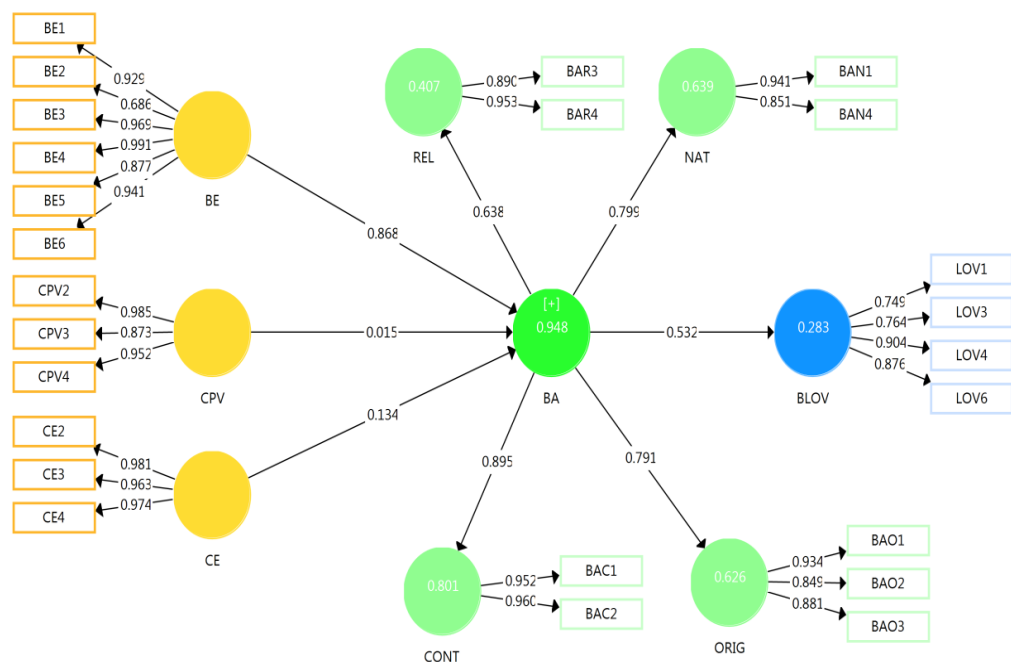 BE1
BE2
BE3
BE4
BE5
BE6
0.929
0.686
0.969
0.991
0.877
0.941
BE
CPV2
CPV3
CPV4
0.985
0.873
0.952
CPV
CE2
CE3
CE4
0.981
0.963
0.974
CE
0.868
0.015
0.134
0.407
REL
0.890
0.953
BAR3
BAR4
0.638
0.639
NAT
0.941
0.851
BAN1
BAN4
0.799
[+]
0.948
BA
0.532
0.283
BLOV
0.749
0.764
0.904
0.876
LOV1
LOV3
LOV4
LOV6
0.895
0.791
0.801
CONT
0.952
0.960
BAC1
BAC2
0.626
ORIG
0.934
0.849
0.881
BAO1
BAO2
BAO3